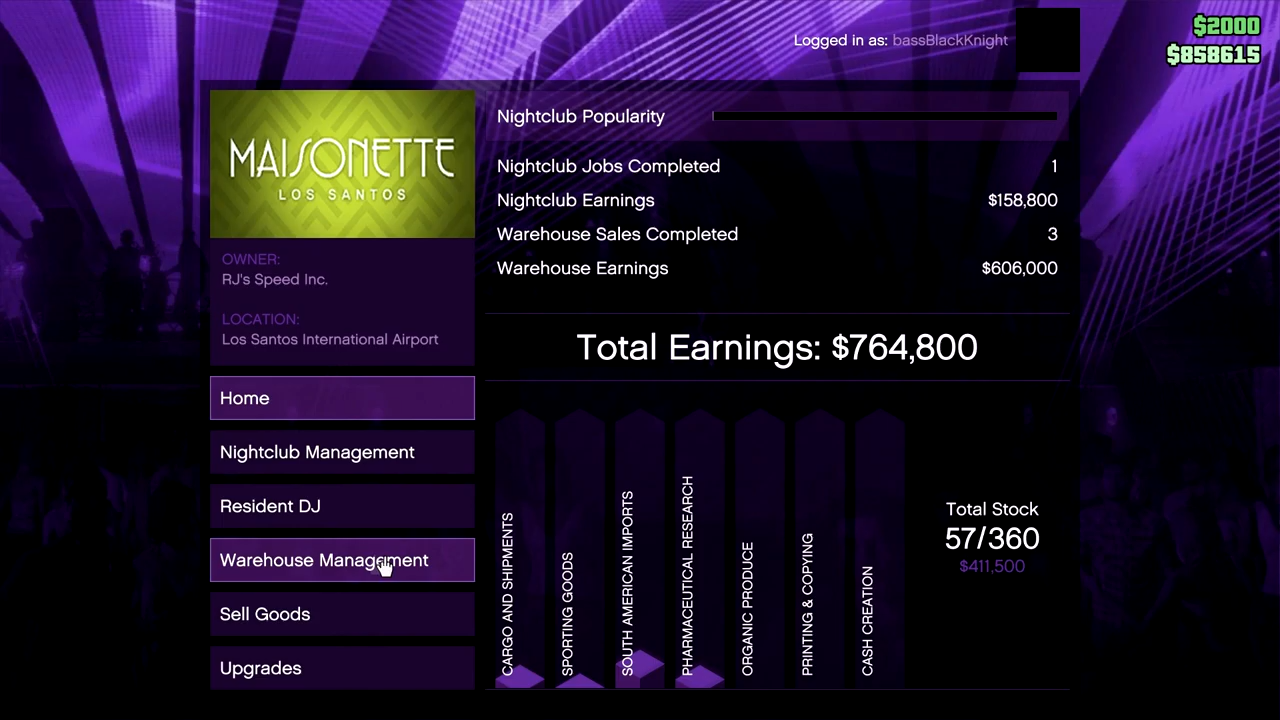 $2000
$858615
Logged in as: bassBlackKnight
MAISONETTE
LOS SANTOS
OWNER:
RJ's Speed Inc.
LOCATION:
Los Santos International Airport
Home
Nightclub Management
Resident DJ
Warehouse Management
Sell Goods
Upgrades
Nightclub Popularity
Nightclub Jobs Completed 1
Nightclub Earnings $158,800
Warehouse Sales Completed 3
Warehouse Earnings $606,000
Total Earnings: $764,800
CARGO AND SHIPMENTS
SPORTING GOODS
SOUTH AMERICAN IMPORTS
PHARMACEUTICAL RESEARCH
ORGANIC PRODUCE
PRINTING & COPYING
CASH CREATION
Total Stock
57/360
$411,500